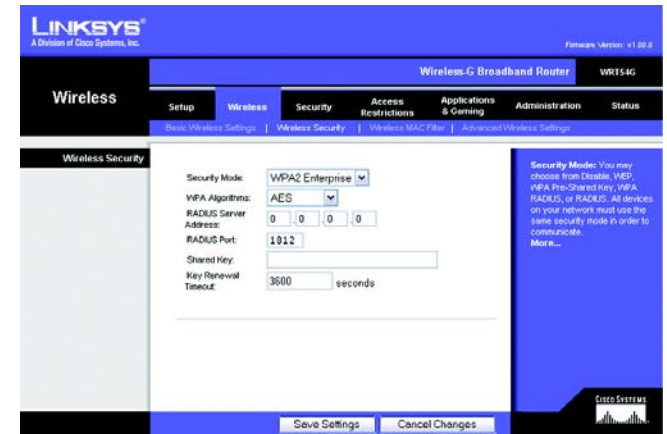 LINKSYS®
A Division of Cisco Systems, Inc.
Firmware Version: v1.00.0
Wireless-G Broadband Router WRT54G
Wireless
Setup Wireless Security Access Restrictions Applications & Gaming Administration Status
Basic Wireless Settings | Wireless Security | Wireless MAC Filter | Advanced Wireless Settings
Wireless Security
Security Mode: WPA2 Enterprise
WPA Algorithms: AES
RADIUS Server Address: 0 . 0 . 0 . 0
RADIUS Port: 1812
Shared Key:
Key Renewal Timeout: 3600 seconds
Security Mode: You may
choose from Disable, WEP,
WPA Pre-Shared Key, WPA
RADIUS, or RADIUS. All devices
on your network must use the
same security mode in order to
communicate.
More...
Save Settings Cancel Changes
CISCO SYSTEMS